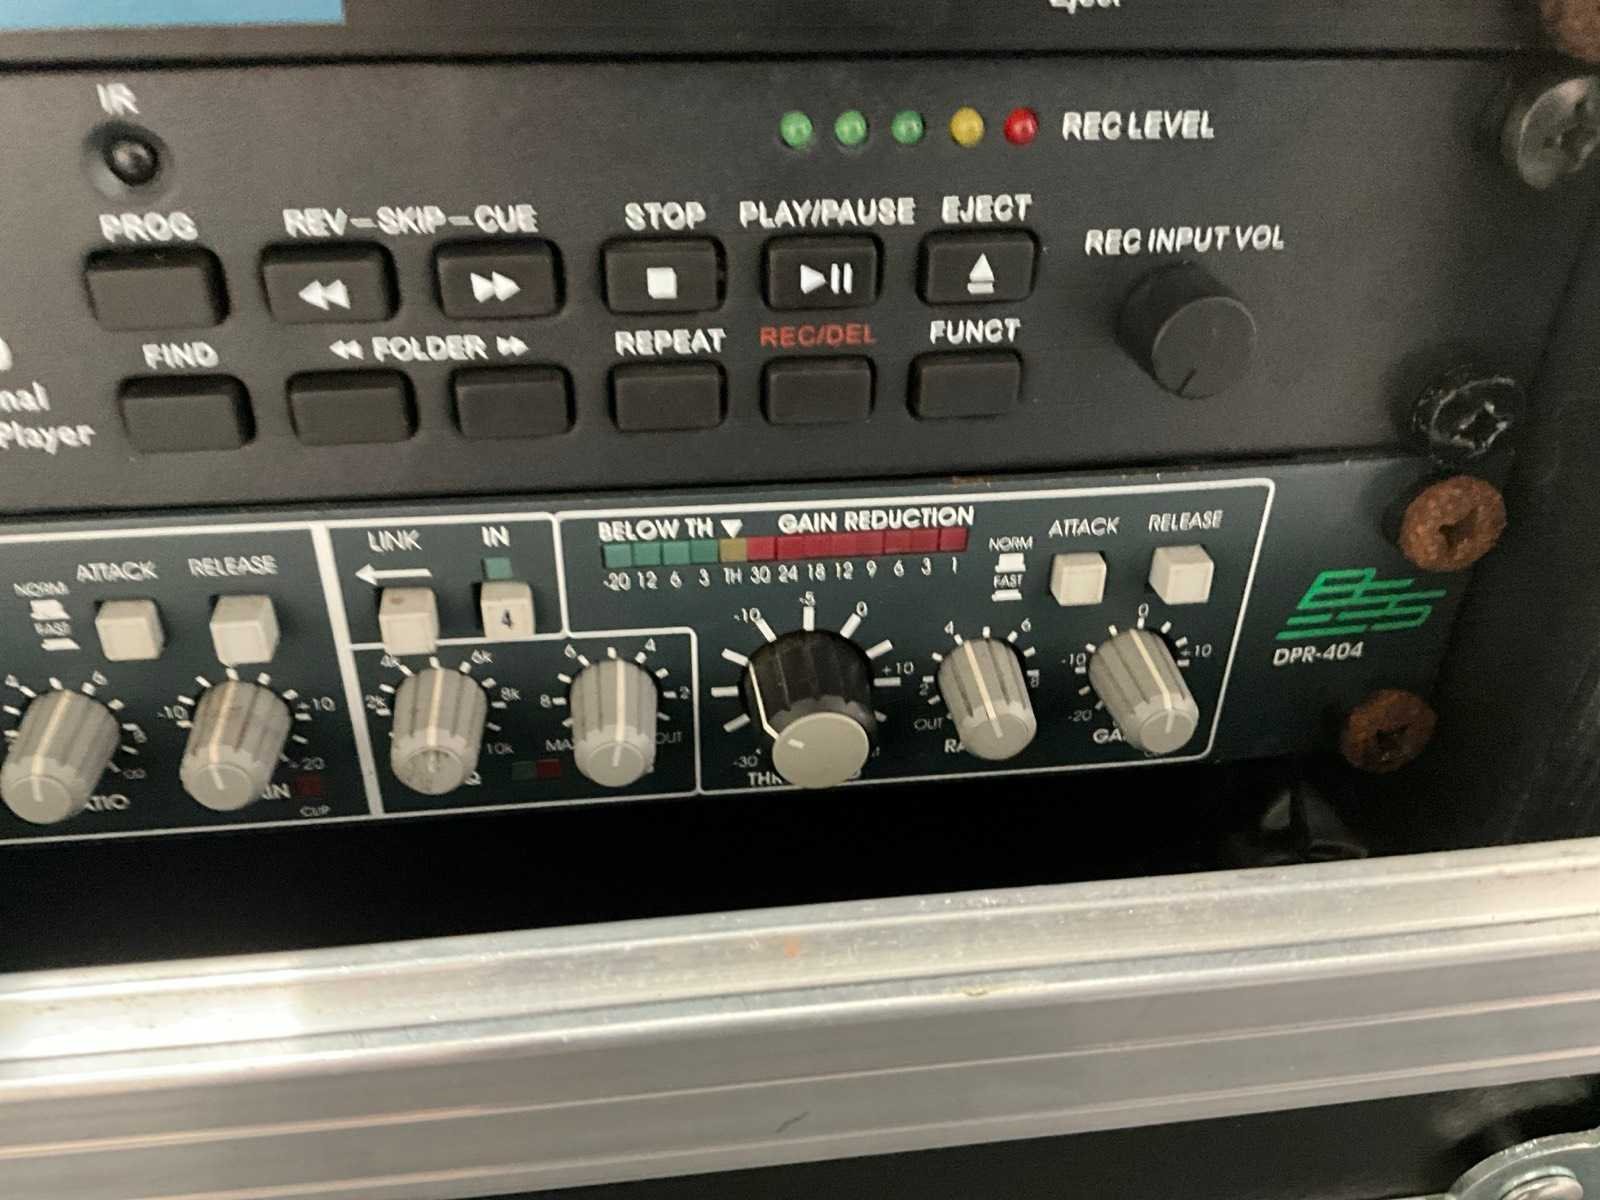 Eject
IR
REC LEVEL
PROG
REV-SKIP-CUE
STOP
PLAY/PAUSE
EJECT
REC INPUT VOL
FIND
FOLDER
REPEAT
REC/DEL
FUNCT
Player
NORM
FAST
ATTACK
RELEASE
4
6
8
∞
-10
+10
+20
CLIP
LINK
IN
4
4k
6k
2k
8k
10k
6
4
8
2
OUT
BELOW TH
GAIN REDUCTION
-20 12 6 3 TH 30 24 18 12 9 6 3 1
-10
-5
0
+10
-30
NORM
FAST
ATTACK
RELEASE
4
6
2
8
OUT
0
-10
+10
-20
BSS
DPR-404